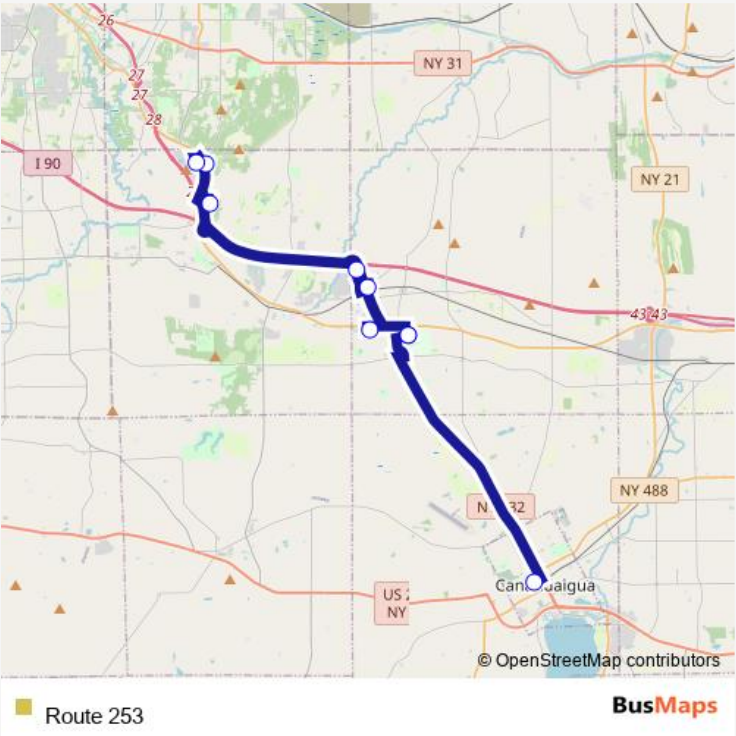 26
NY 31
27
27
28
I 90
NY 21
43 43
NY 488
US
NY
© OpenStreetMap contributors
Route 253
BusMaps